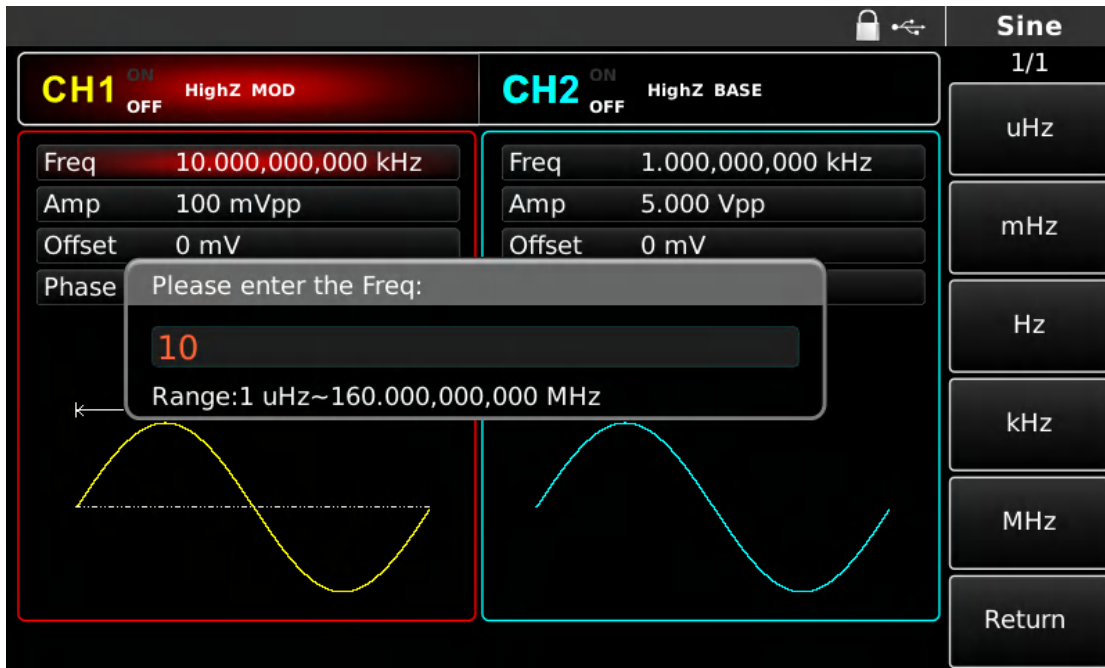 Sine
1/1
CH1 ON OFF HighZ MOD
CH2 ON OFF HighZ BASE
Freq 10.000,000,000 kHz
Amp 100 mVpp
Offset 0 mV
Phase
Freq 1.000,000,000 kHz
Amp 5.000 Vpp
Offset 0 mV
Please enter the Freq:
10
Range:1 uHz~160.000,000,000 MHz
uHz
mHz
Hz
kHz
MHz
Return